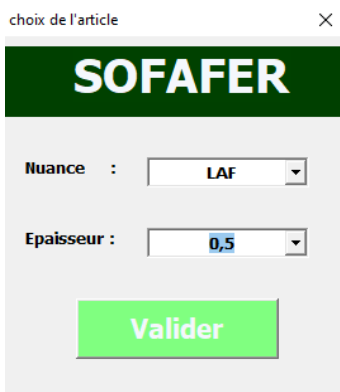 choix de l'article
SOFAFER
Nuance : LAF
Epaisseur : 0,5
Valider